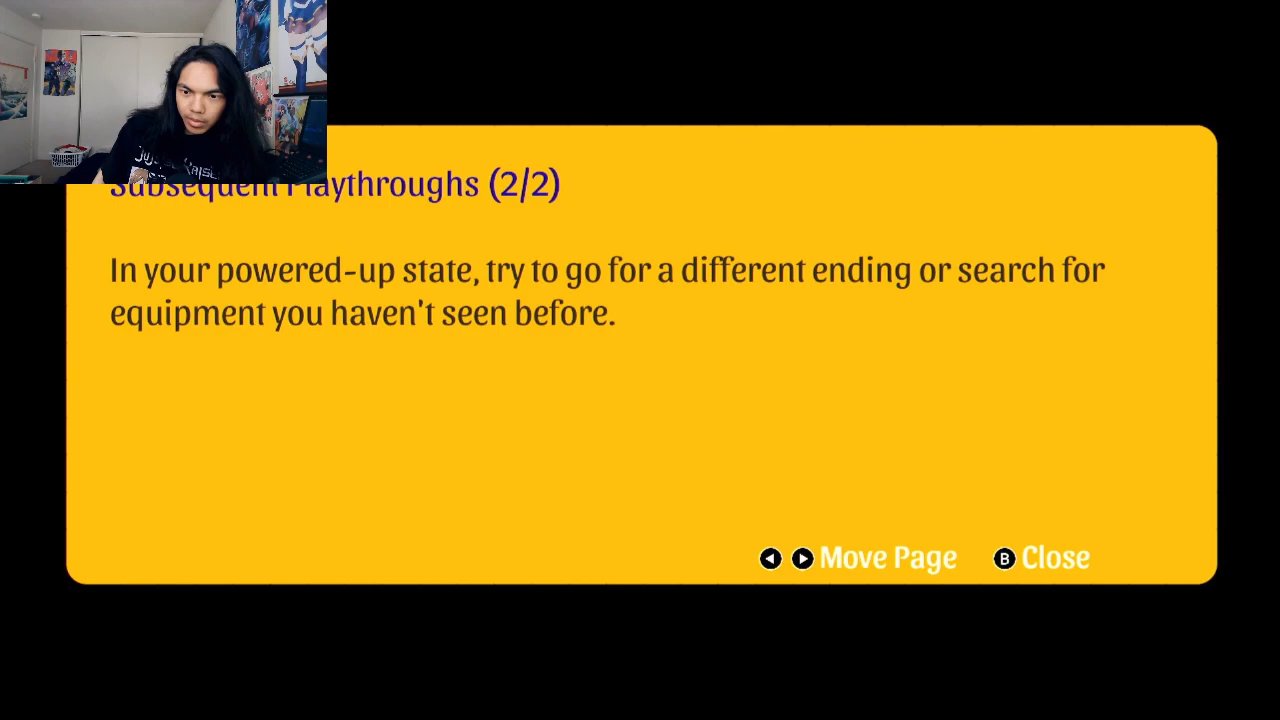 Subsequent Playthroughs (2/2)
In your powered-up state, try to go for a different ending or search for
equipment you haven't seen before.
Move Page B Close